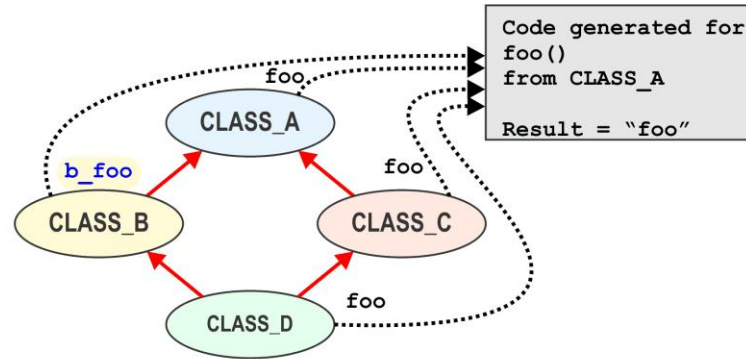 Code generated for
foo()
from CLASS_A
Result = “foo”
foo
CLASS_A
b_foo
foo
CLASS_B
CLASS_C
foo
CLASS_D